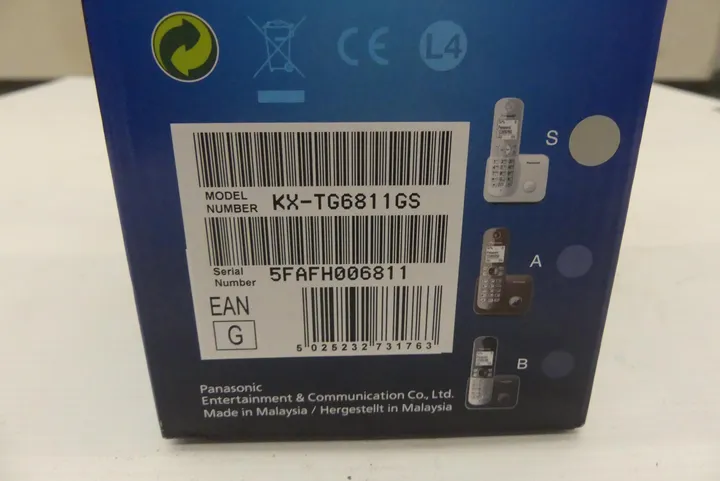 CE
L4
MODEL
NUMBER KX-TG6811GS
S
Serial
Number 5FAFH006811
A
EAN
G
5 025232 731763
B
Panasonic
Entertainment & Communication Co., Ltd.
Made in Malaysia / Hergestellt in Malaysia